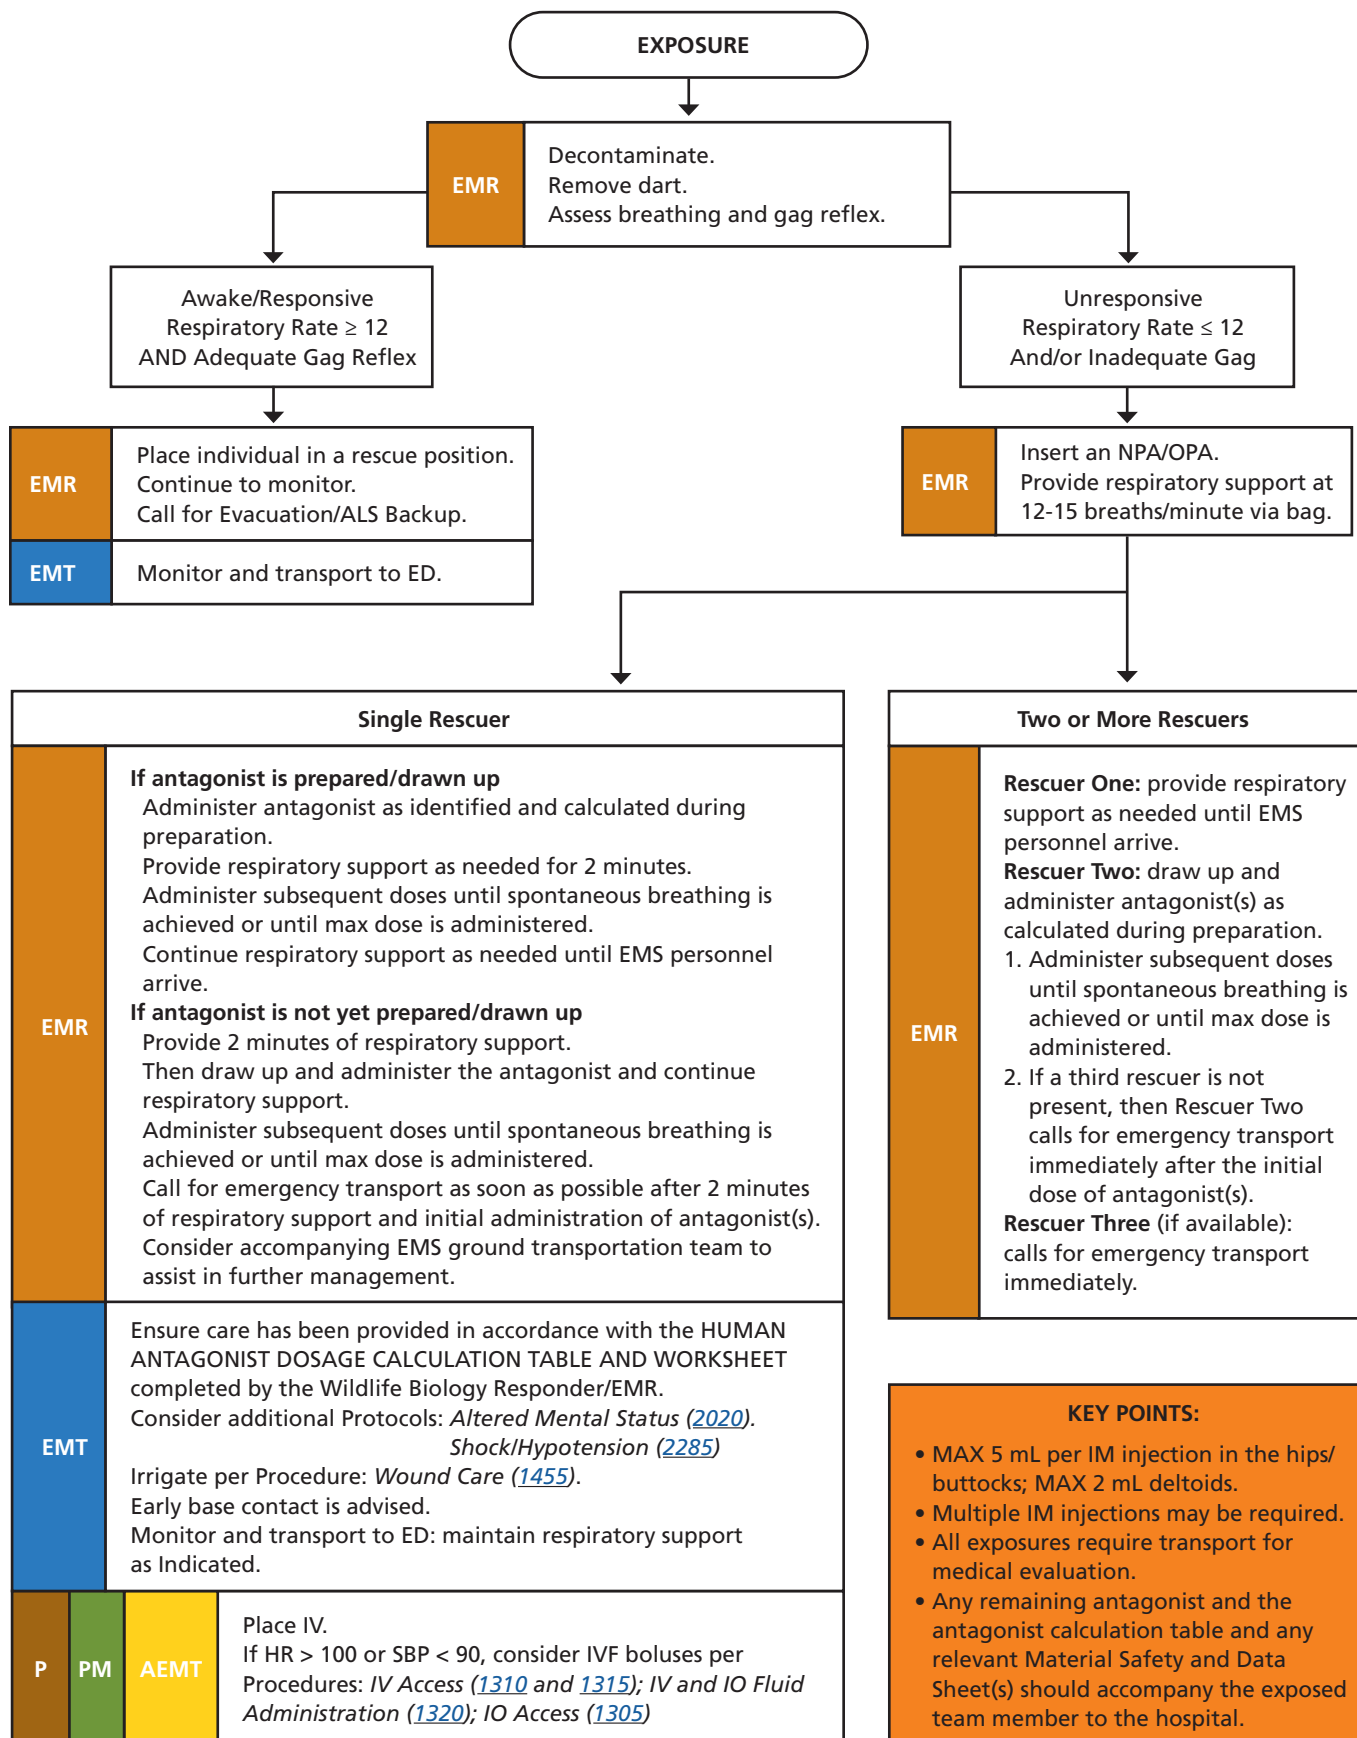 EXPOSURE
EMR
Decontaminate.
Remove dart.
Assess breathing and gag reflex.
Awake/Responsive
Respiratory Rate ≥ 12
AND Adequate Gag Reflex
Unresponsive
Respiratory Rate ≤ 12
And/or Inadequate Gag
EMR
Place individual in a rescue position.
Continue to monitor.
Call for Evacuation/ALS Backup.
EMT
Monitor and transport to ED.
EMR
Insert an NPA/OPA.
Provide respiratory support at
12-15 breaths/minute via bag.
Single Rescuer
EMR
If antagonist is prepared/drawn up
Administer antagonist as identified and calculated during
preparation.
Provide respiratory support as needed for 2 minutes.
Administer subsequent doses until spontaneous breathing is
achieved or until max dose is administered.
Continue respiratory support as needed until EMS personnel
arrive.
If antagonist is not yet prepared/drawn up
Provide 2 minutes of respiratory support.
Then draw up and administer the antagonist and continue
respiratory support.
Administer subsequent doses until spontaneous breathing is
achieved or until max dose is administered.
Call for emergency transport as soon as possible after 2 minutes
of respiratory support and initial administration of antagonist(s).
Consider accompanying EMS ground transportation team to
assist in further management.
EMT
Ensure care has been provided in accordance with the HUMAN
ANTAGONIST DOSAGE CALCULATION TABLE AND WORKSHEET
completed by the Wildlife Biology Responder/EMR.
Consider additional Protocols: Altered Mental Status (2020).
Shock/Hypotension (2285)
Irrigate per Procedure: Wound Care (1455).
Early base contact is advised.
Monitor and transport to ED: maintain respiratory support
as Indicated.
P
PM
AEMT
Place IV.
If HR > 100 or SBP < 90, consider IVF boluses per
Procedures: IV Access (1310 and 1315); IV and IO Fluid
Administration (1320); IO Access (1305)
Two or More Rescuers
EMR
Rescuer One: provide respiratory
support as needed until EMS
personnel arrive.
Rescuer Two: draw up and
administer antagonist(s) as
calculated during preparation.
1. Administer subsequent doses
until spontaneous breathing is
achieved or until max dose is
administered.
2. If a third rescuer is not
present, then Rescuer Two
calls for emergency transport
immediately after the initial
dose of antagonist(s).
Rescuer Three (if available):
calls for emergency transport
immediately.
KEY POINTS:
• MAX 5 mL per IM injection in the hips/
buttocks; MAX 2 mL deltoids.
• Multiple IM injections may be required.
• All exposures require transport for
medical evaluation.
• Any remaining antagonist and the
antagonist calculation table and any
relevant Material Safety and Data
Sheet(s) should accompany the exposed
team member to the hospital.